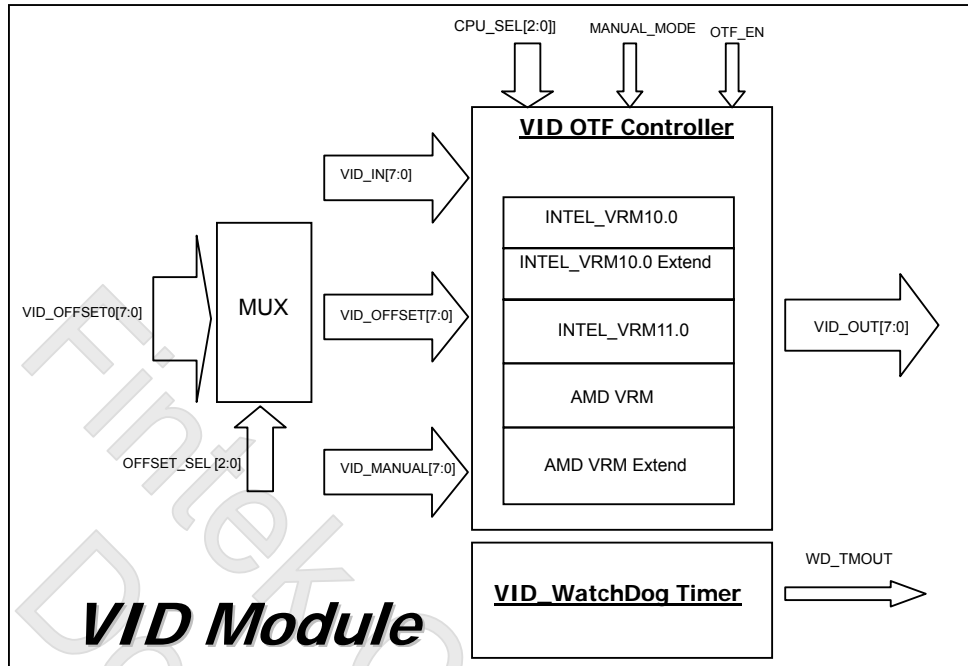 CPU_SEL[2:0]]
MANUAL_MODE
OTF_EN
VID OTF Controller
VID_IN[7:0]
INTEL_VRM10.0
INTEL_VRM10.0 Extend
VID_OFFSET0[7:0]
MUX
VID_OFFSET[7:0]
INTEL_VRM11.0
VID_OUT[7:0]
AMD VRM
OFFSET_SEL [2:0]
VID_MANUAL[7:0]
AMD VRM Extend
WD_TMOUT
VID_WatchDog Timer
VID Module
Fintek